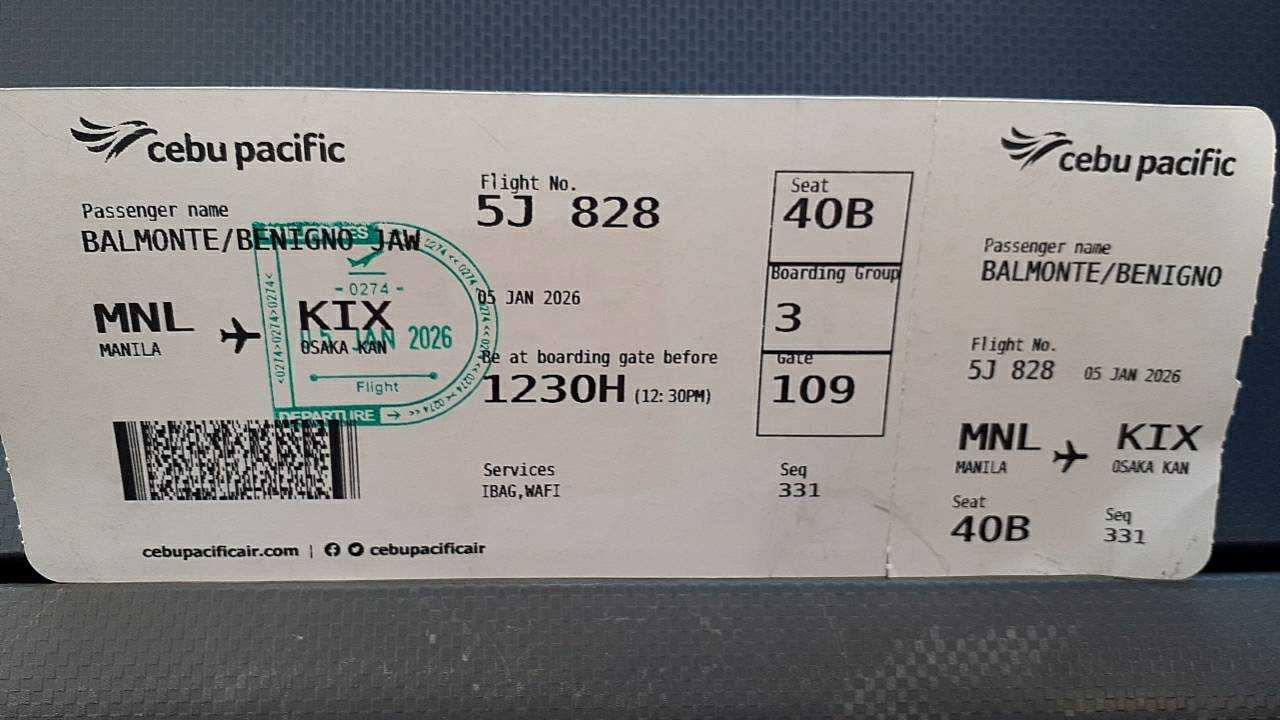 cebu pacific
Passenger name
BALMONTE/BENIGNO JAW
MNL KIX
MANILA OSAKA KAN
- 0274 -
05 JAN 2026
Flight
DEPARTURE
Flight No.
5J 828
05 JAN 2026
Be at boarding gate before
1230H (12:30PM)
Services
IBAG,WAFI
Seat
40B
Boarding Group
3
Gate
109
Seq
331
cebupacificair.com | cebupacificair
cebu pacific
Passenger name
BALMONTE/BENIGNO
Flight No.
5J 828 05 JAN 2026
MNL KIX
MANILA OSAKA KAN
Seat Seq
40B 331